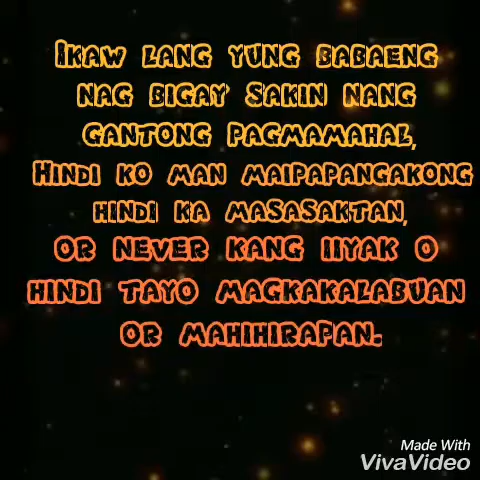 Ikaw lang yung babaeng
nag bigay sakin nang
gantong pagmamahal,
Hindi ko man maipapangakong
hindi ka masasaktan,
or never kang iiyak o
hindi tayo magkakalabuan
or mahihirapan.
Made With
VivaVideo